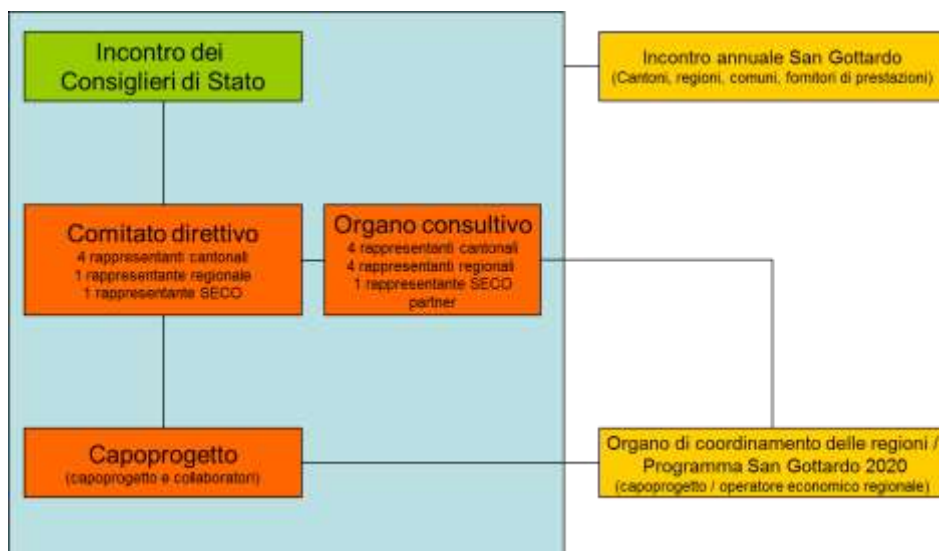 Incontro dei
Consiglieri di Stato
Incontro annuale San Gottardo
(Cantoni, regioni, comuni, fornitori di prestazioni)
Comitato direttivo
4 rappresentanti cantonali
1 rappresentante regionale
1 rappresentante SECO
Organo consultivo
4 rappresentanti cantonali
4 rappresentanti regionali
1 rappresentante SECO
partner
Capoprogetto
(capoprogetto e collaboratori)
Organo di coordinamento delle regioni /
Programma San Gottardo 2020
(capoprogetto / operatore economico regionale)